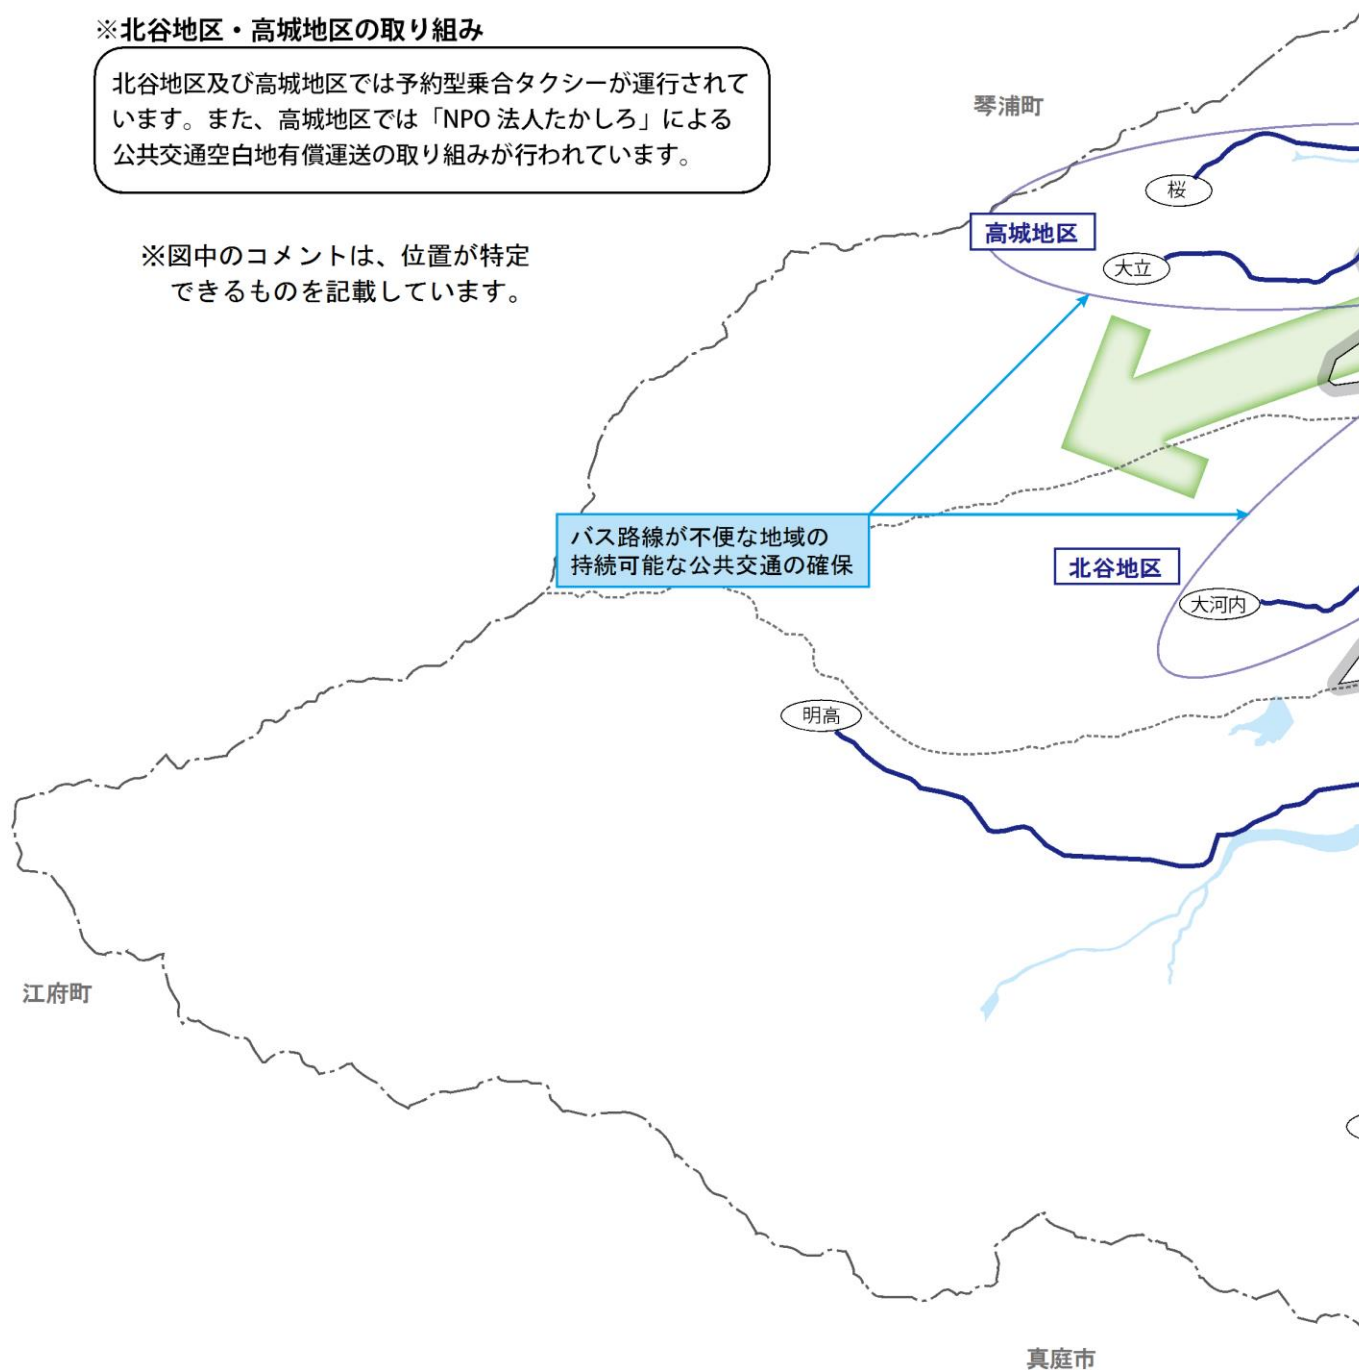 ※北谷地区・高城地区の取り組み
北谷地区及び高城地区では予約型乗合タクシーが運行されて
います。また、高城地区では「NPO 法人たかしろ」による
公共交通空白地有償運送の取り組みが行われています。
※図中のコメントは、位置が特定
できるものを記載しています。
琴浦町
桜
高城地区
大立
バス路線が不便な地域の
持続可能な公共交通の確保
北谷地区
大河内
明高
江府町
真庭市